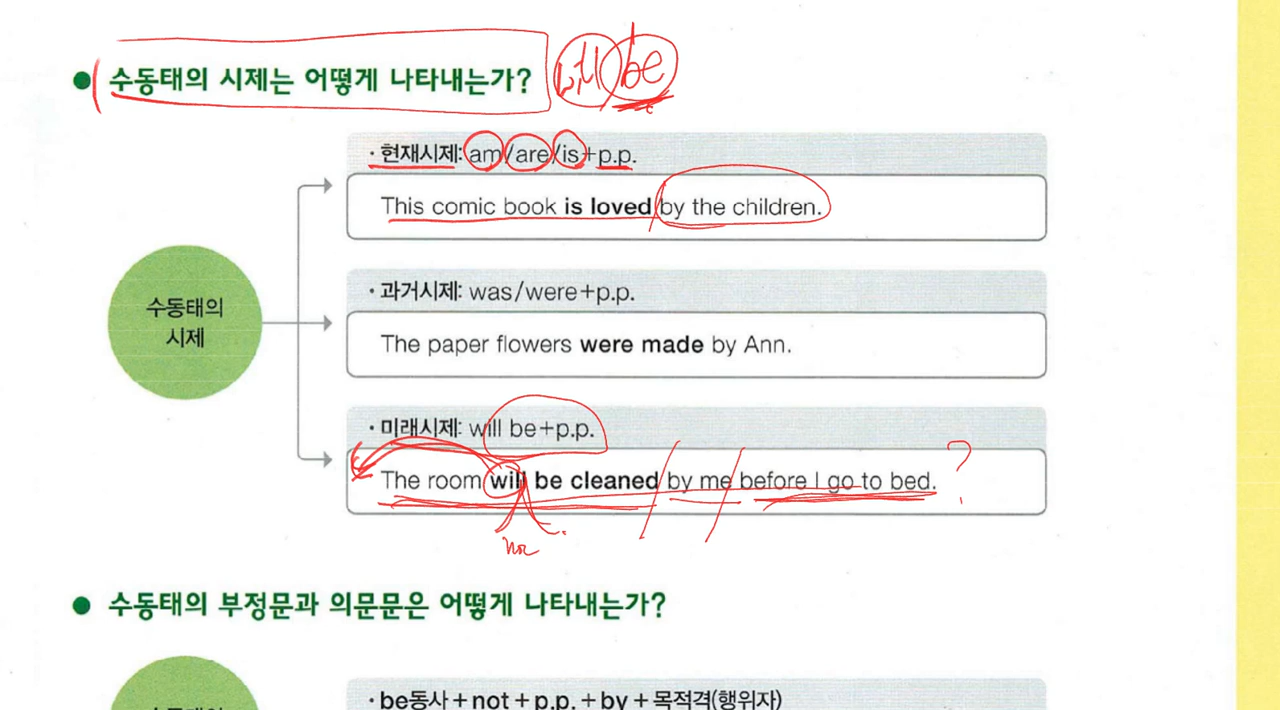 수동태의 시제는 어떻게 나타내는가? will be
· 현재시제: am/are/is+p.p.
This comic book is loved by the children.
수동태의
시제
· 과거시제: was/were+p.p.
The paper flowers were made by Ann.
· 미래시제: will be+p.p.
The room will be cleaned by me before I go to bed. ?
수동태의 부정문과 의문문은 어떻게 나타내는가?
· be동사+not+p.p.+by+목적격(행위자)